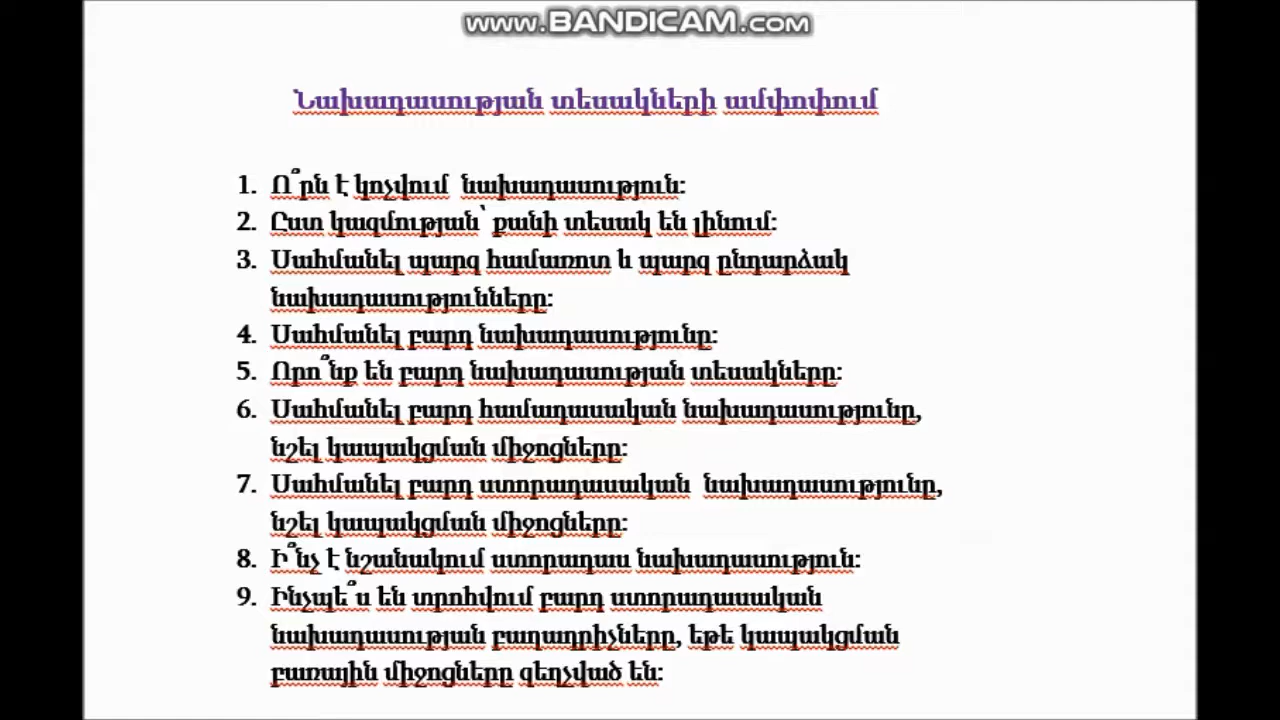 www.BANDICAM.com
Նախադասության տեսակների ամփոփում
1. Ո՞րն է կոչվում նախադասություն:
2. Ըստ կազմության՝ քանի տեսակ են լինում:
3. Սահմանել պարզ համառոտ և պարզ ընդարձակ
նախադասությունները:
4. Սահմանել բարդ նախադասությունը:
5. Որո՞նք են բարդ նախադասության տեսակները:
6. Սահմանել բարդ համադասական նախադասությունը,
նշել կապակցման միջոցները:
7. Սահմանել բարդ ստորադասական նախադասությունը,
նշել կապակցման միջոցները:
8. Ի՞նչ է նշանակում ստորադաս նախադասություն:
9. Ինչպե՞ս են տրոհվում բարդ ստորադասական
նախադասության բաղադրիչները, եթե կապակցման
բառային միջոցները զեղչված են: